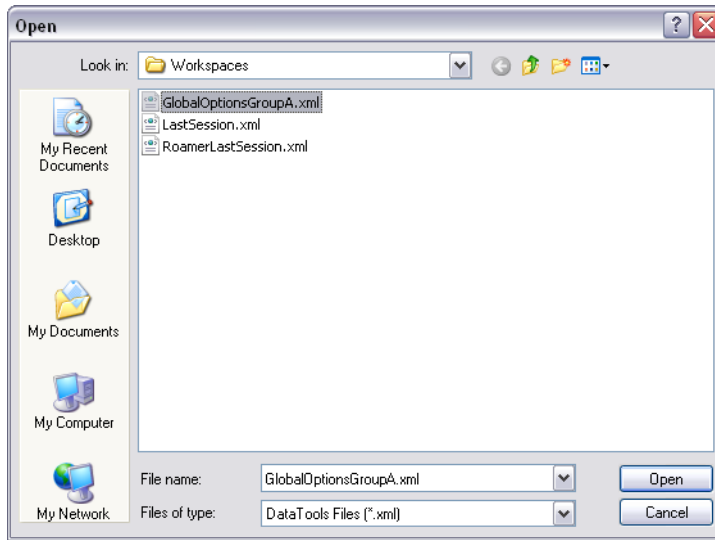 Open
Look in: Workspaces
GlobalOptionsGroupA.xml
LastSession.xml
RoamerLastSession.xml
My Recent
Documents
Desktop
My Documents
My Computer
My Network
File name: GlobalOptionsGroupA.xml Open
Files of type: DataTools Files (*.xml) Cancel